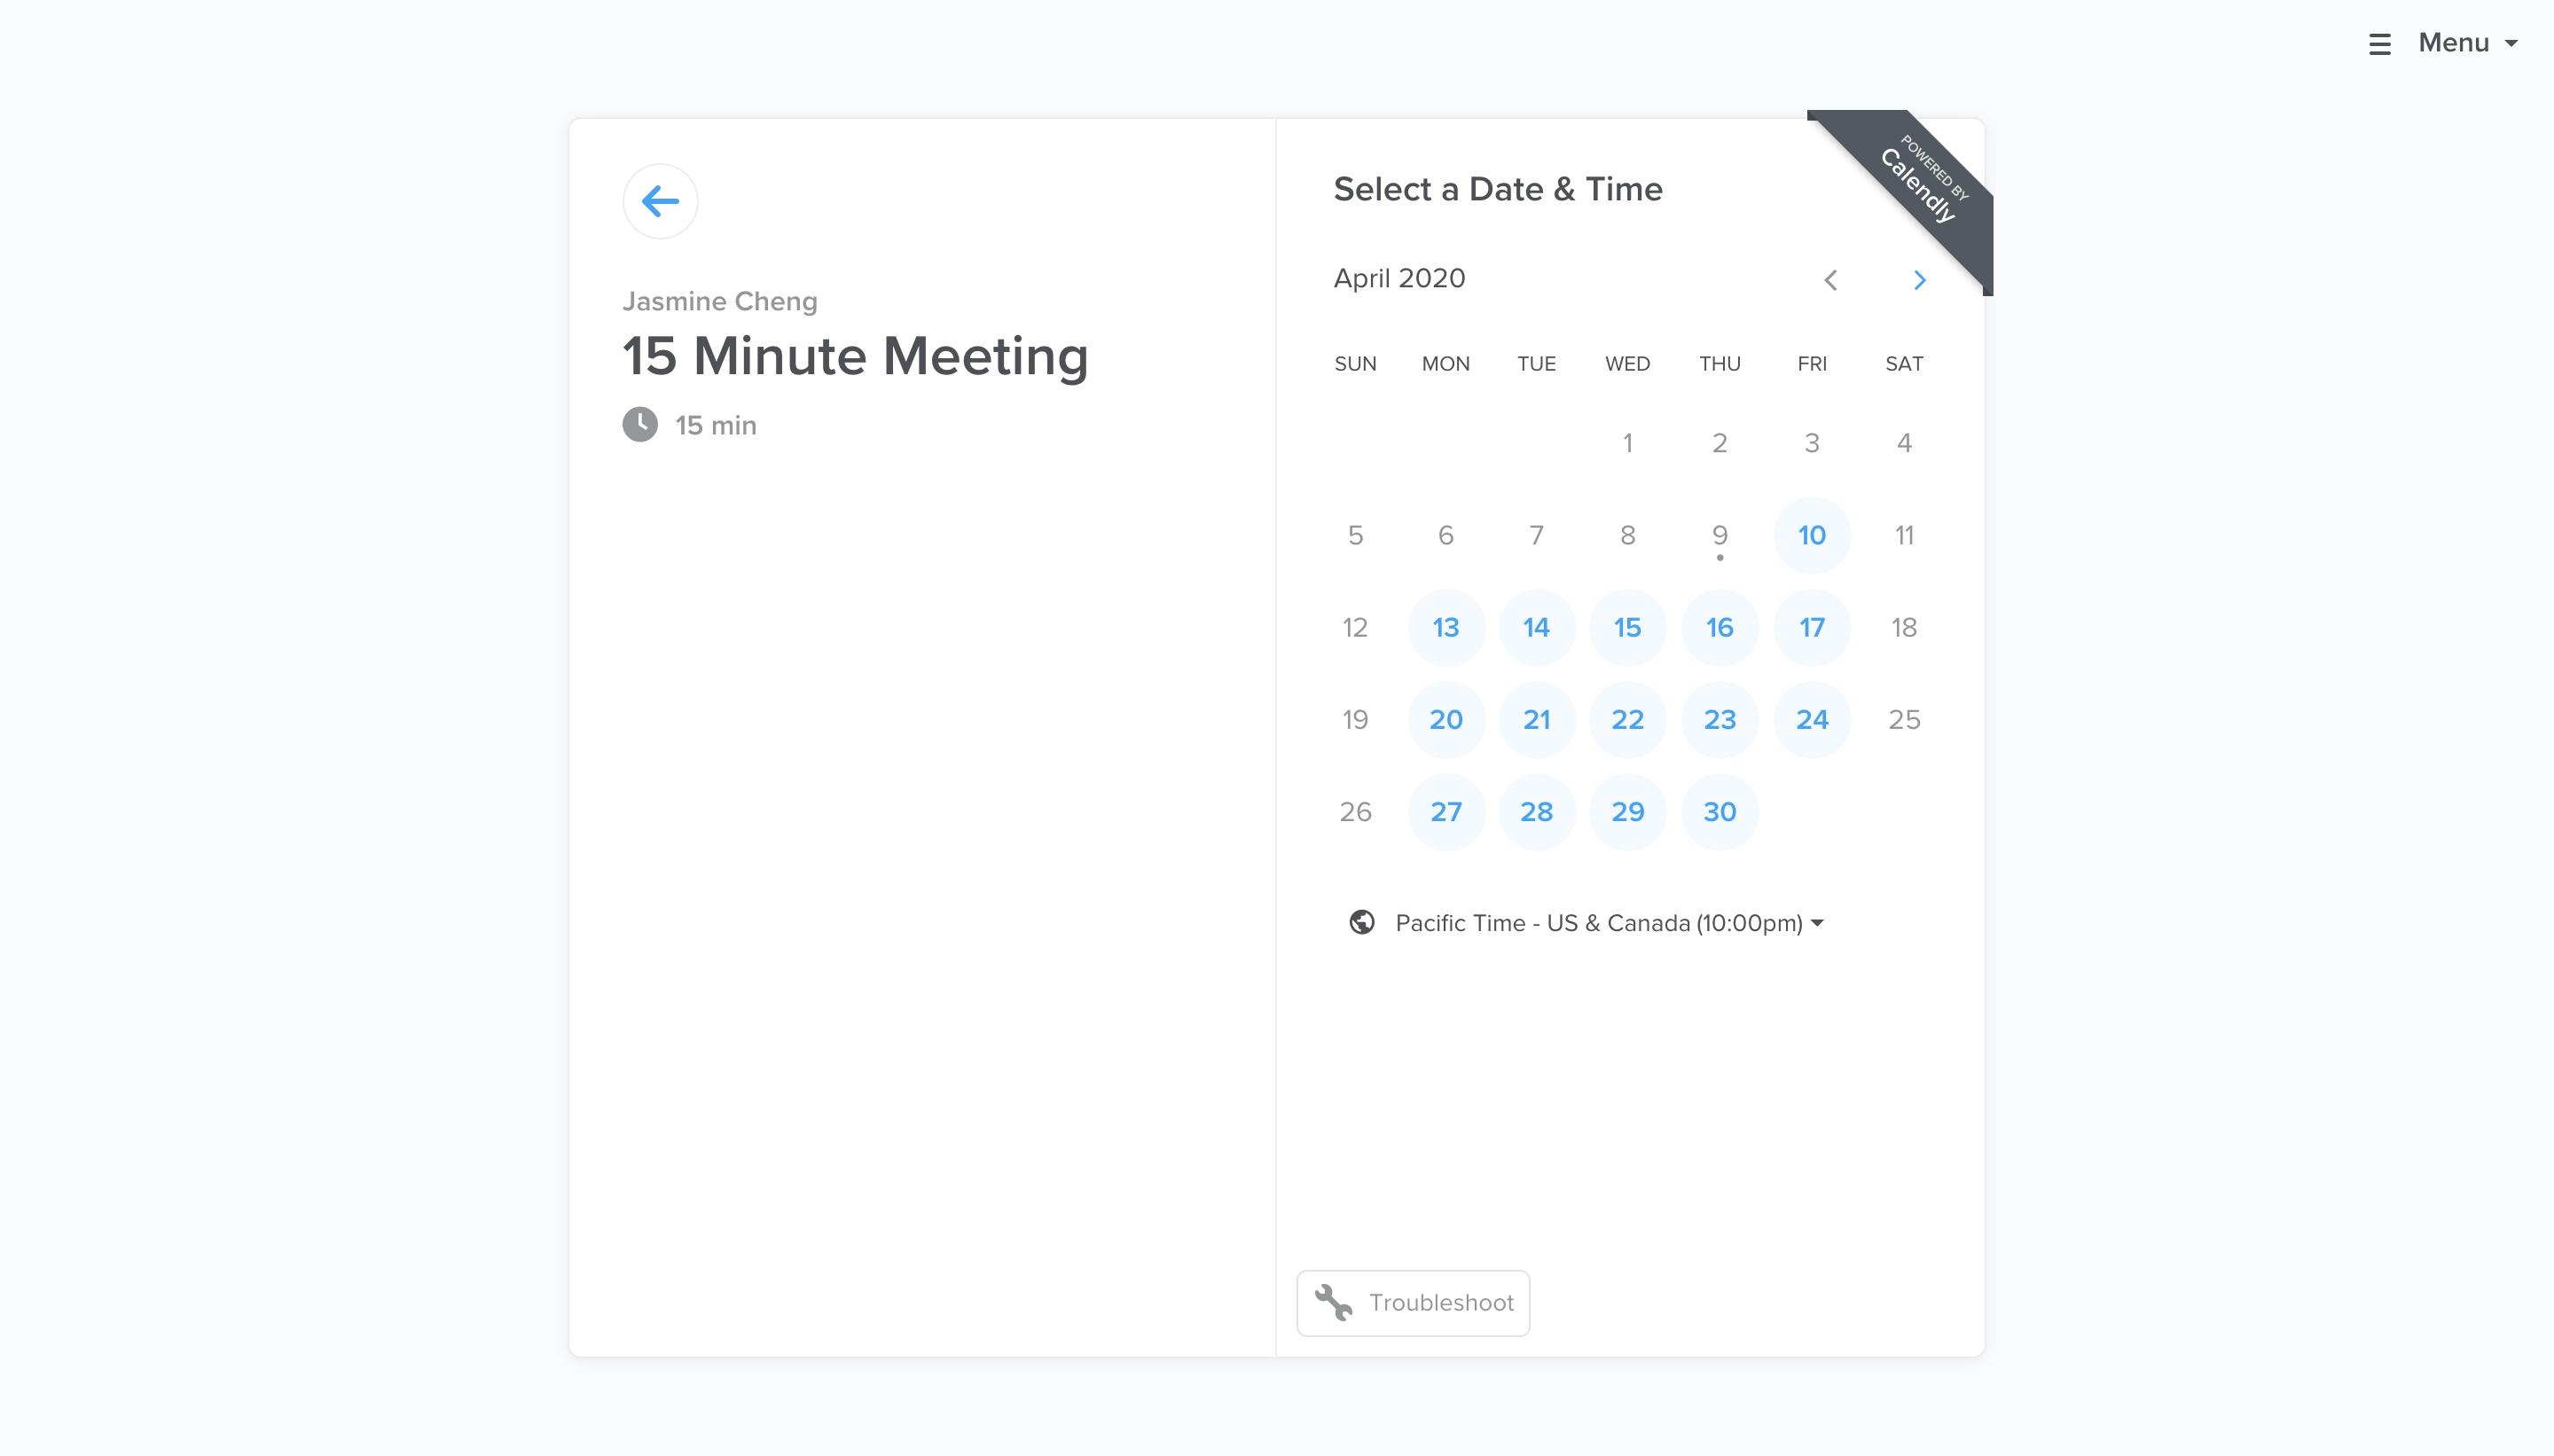 Menu
POWERED BY
Calendly
Jasmine Cheng
15 Minute Meeting
15 min
Select a Date & Time
April 2020
SUN MON TUE WED THU FRI SAT
1 2 3 4
5 6 7 8 9 10 11
12 13 14 15 16 17 18
19 20 21 22 23 24 25
26 27 28 29 30
Pacific Time - US & Canada (10:00pm)
Troubleshoot